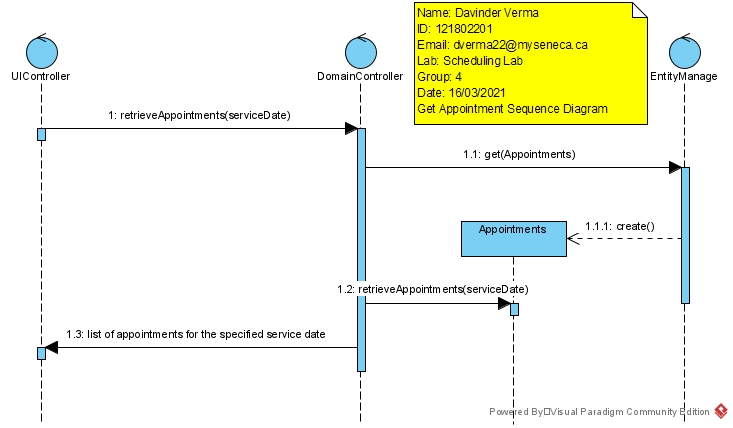 Name: Davinder Verma
ID: 121802201
Email: dverma22@myseneca.ca
Lab: Scheduling Lab
Group: 4
Date: 16/03/2021
Get Appointment Sequence Diagram
UIController
DomainController
EntityManage
1: retrieveAppointments(serviceDate)
1.1: get(Appointments)
Appointments
1.1.1: create()
1.2: retrieveAppointments(serviceDate)
1.3: list of appointments for the specified service date
Powered By Visual Paradigm Community Edition